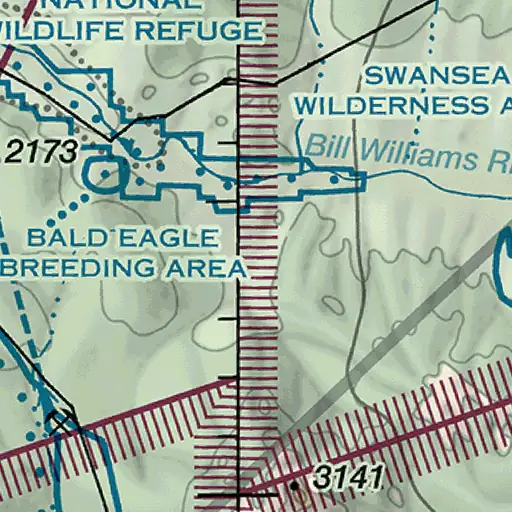 NATIONAL
WILDLIFE REFUGE
SWANSEA
WILDERNESS A
Bill Williams R
2173
BALD EAGLE
BREEDING AREA
3141